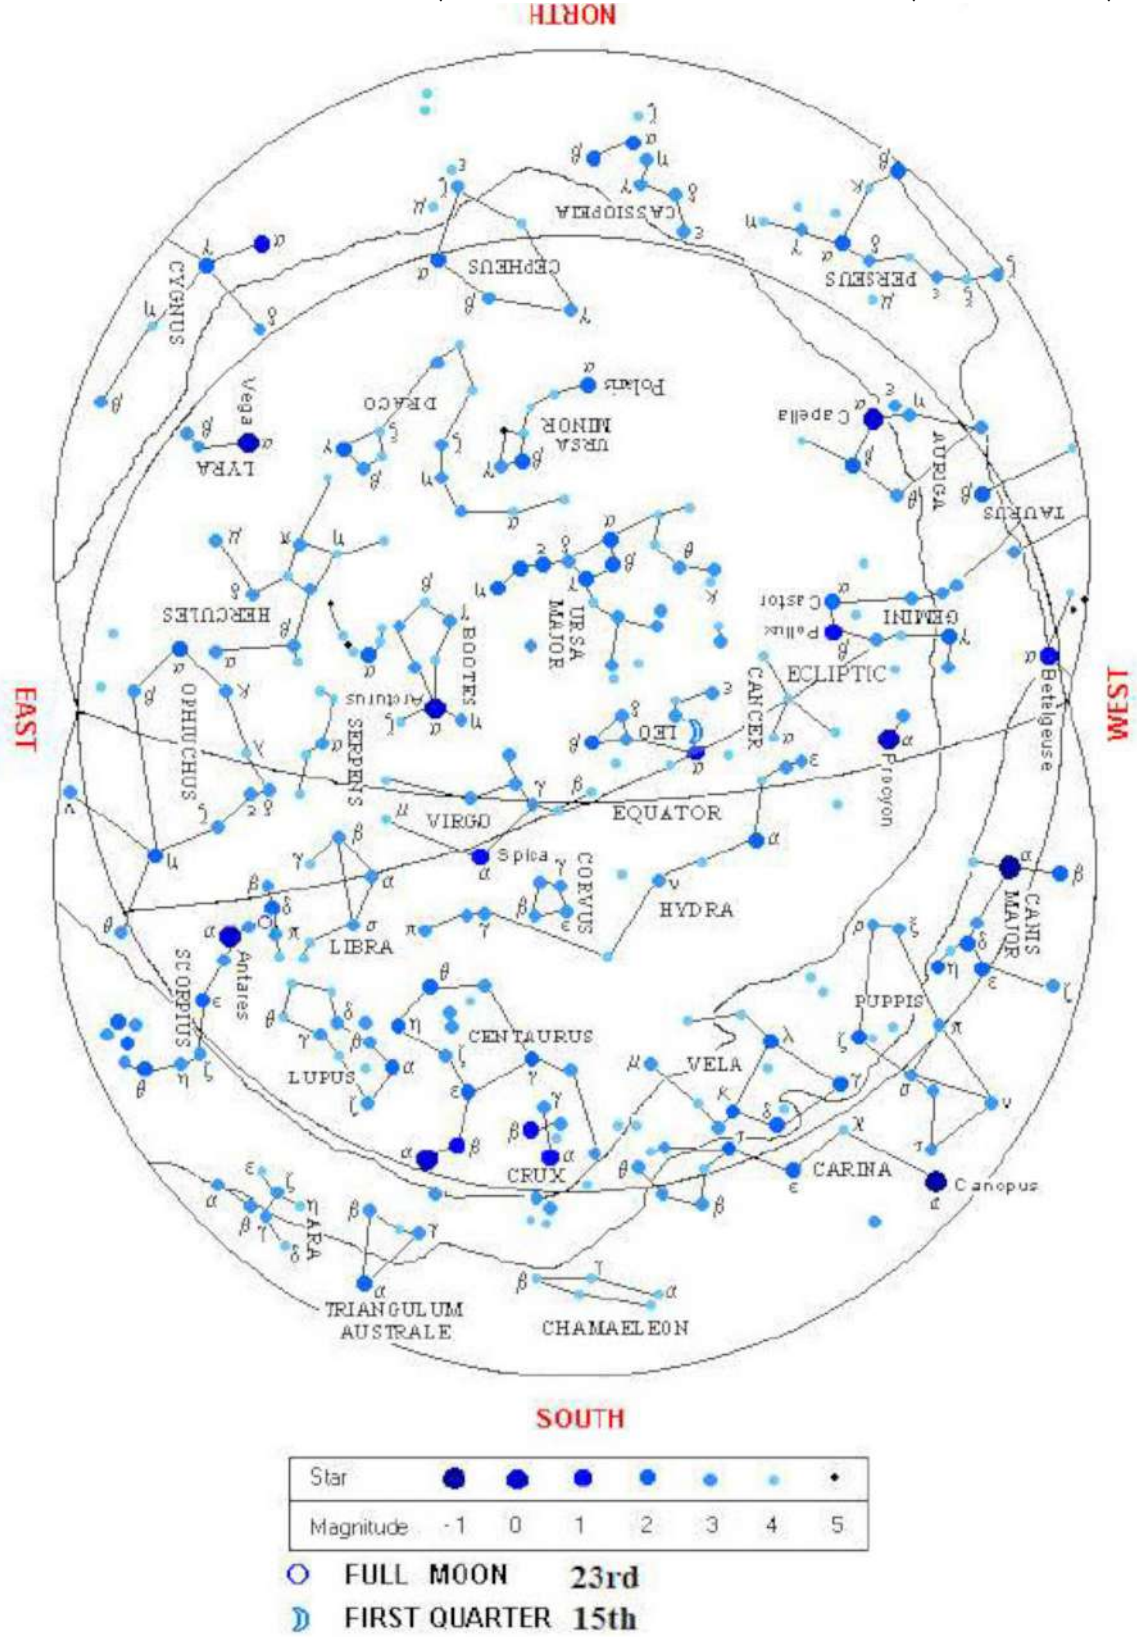 NORTH
ζ
β α
η
γ δ
CASSIOPEIA
ε
ε
ζ
μ
CEPHEUS
α
β
γ
β
κ
η
γ
α
δ
PERSEUS
ε
ξ
ζ
μ
γ
α
CYGNUS
η
δ
β
Vega
β
α
LYRA
DRACO
ξ
γ
β
ζ
η
α
α
Polaris
URSA
MINOR
γ
β
ε
α
η
Capella
AURIGA
β
θ
β
TAURUS
μ
π
η
δ
HERCULES
β
α
α
β
κ
OPHIUCHUS
λ
ζ
ε
δ
ν
η
θ
SERPENS
α
β
γ
BOOTES
Arcturus
α
η
ζ
α
ε
δ
β
γ
η
θ
κ
URSA
MAJOR
Castor
α
Pollux
β
GEMINI
γ
ECLIPTIC
CANCER
α
ε
LEO
δ
β
α
ε
α
Procyon
α
Betelgeuse
EAST
WEST
μ
VIRGO
γ
β
EQUATOR
Spica
α
β
γ
α
σ
LIBRA
CORVUS
γ
β
ε
π
γ
ν
HYDRA
α
α
β
CANIS
MAJOR
δ
η
ε
ζ
β
δ
α
π
Antares
SCORPIUS
ε
ζ
η
θ
θ
δ
γ
β
LUPUS
α
ζ
θ
η
CENTAURUS
ζ
γ
ε
α
β
γ
β
α
CRUX
μ
VELA
λ
κ
δ
γ
ρ
ξ
PUPPIS
ζ
π
σ
ν
τ
χ
CARINA
ε
θ
β
Canopus
α
ε
ζ
α
η
β
γ
δ
ARA
β
γ
α
TRIANGULUM
AUSTRALE
β
γ
α
CHAMAELEON
SOUTH
Star
Magnitude -1 0 1 2 3 4 5
FULL MOON 23rd
FIRST QUARTER 15th